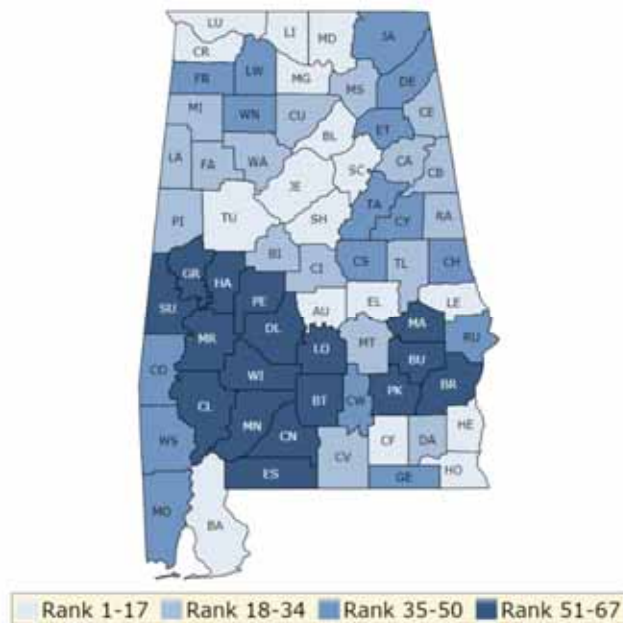 LU
LI
MD
JA
CR
FR
LW
MG
MS
DE
MI
WN
CU
CE
BL
ET
LA
FA
WA
JE
SC
CA
CB
TA
PI
TU
SH
CY
RA
BI
CI
CS
TL
CH
GR
HA
PE
SU
AU
EL
LE
DL
MA
MR
LO
MT
RU
BU
CO
WI
PK
BR
CL
BT
CW
MN
CN
HE
WS
CV
CF
DA
ES
GE
HO
MO
BA
Rank 1-17 Rank 18-34 Rank 35-50 Rank 51-67